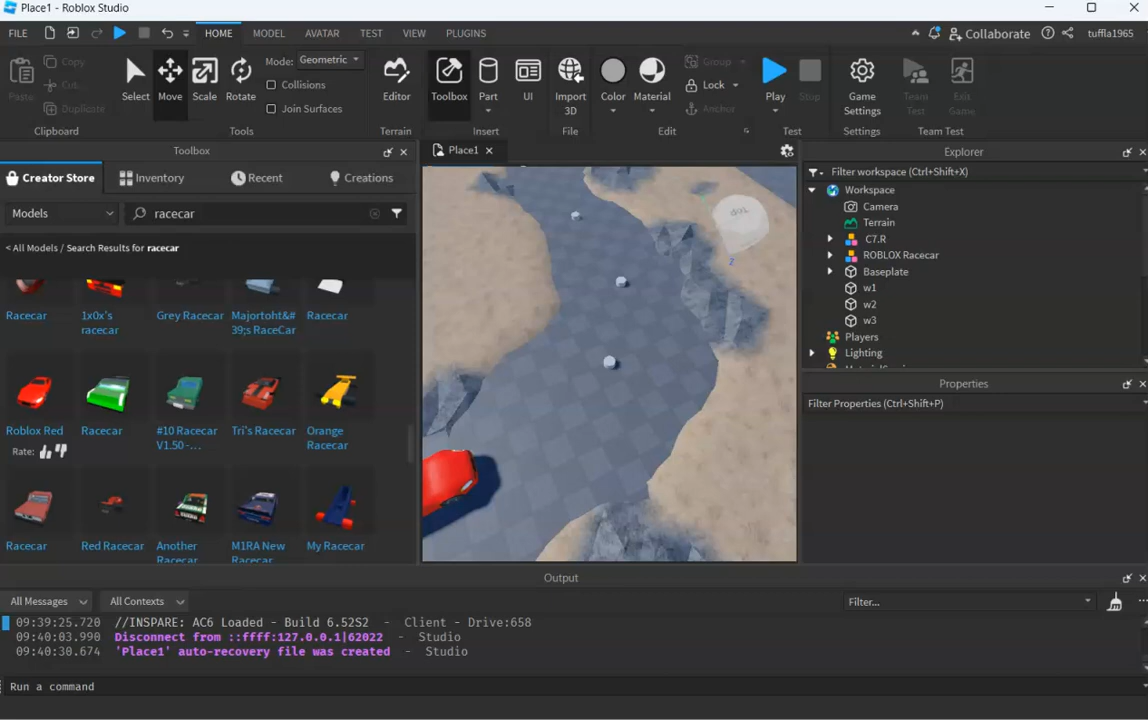 Place1 - Roblox Studio
FILE HOME MODEL AVATAR TEST VIEW PLUGINS Collaborate tuffla1965
Paste Copy Cut Duplicate Clipboard
Select Move Scale Rotate Mode: Geometric Collisions Join Surfaces Tools
Editor Terrain
Toolbox Part UI Insert
Import 3D File
Color Material Group Lock Anchor Edit
Play Stop Test
Game Settings Settings
Team Test Exit Game Team Test
Toolbox
Creator Store Inventory Recent Creations
Models racecar
< All Models / Search Results for racecar
Racecar 1x0x's racecar Grey Racecar Majortoht&#39;s RaceCar Racecar
Roblox Red Racecar #10 Racecar V1.50 -... Tri's Racecar Orange Racecar
Rate:
Racecar Red Racecar Another Racecar M1RA New Racecar My Racecar
Place1
Explorer
Filter workspace (Ctrl+Shift+X)
Workspace
Camera
Terrain
C7.R
ROBLOX Racecar
Baseplate
w1
w2
w3
Players
Lighting
Properties
Filter Properties (Ctrl+Shift+P)
Output
All Messages All Contexts Filter...
09:39:25.720 //INSPARE: AC6 Loaded - Build 6.52S2 - Client - Drive:658
09:40:03.990 Disconnect from ::ffff:127.0.0.1|62022 - Studio
09:40:30.674 'Place1' auto-recovery file was created - Studio
Run a command